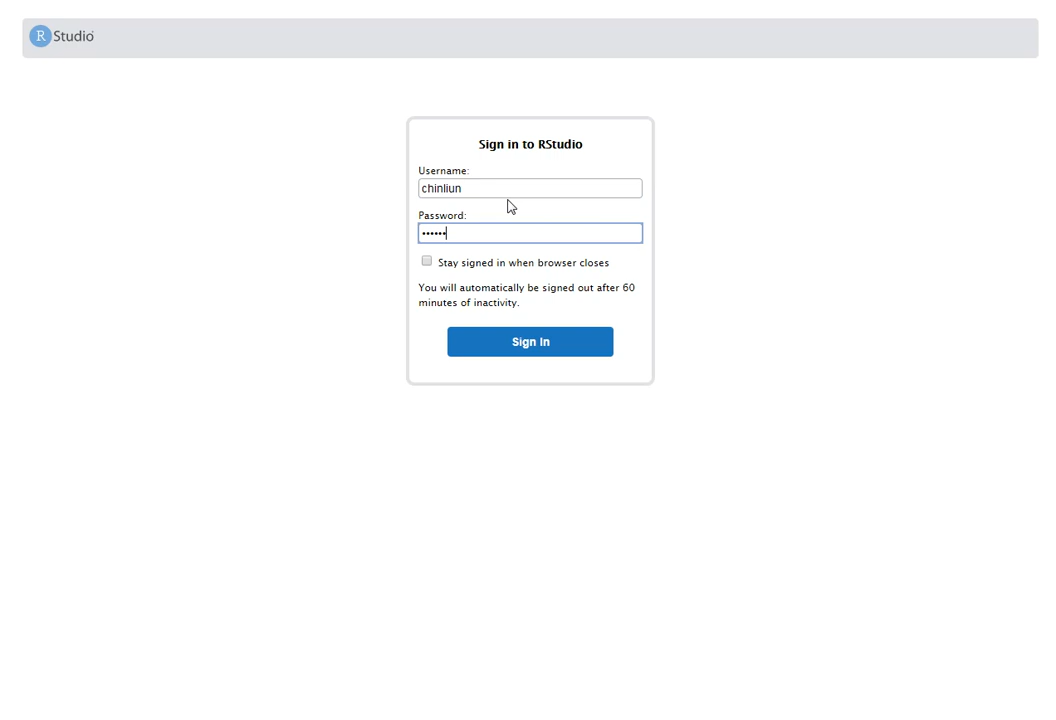 R Studio
Sign in to RStudio
Username:
chinliun
Password:
••••••
Stay signed in when browser closes
You will automatically be signed out after 60
minutes of inactivity.
Sign In